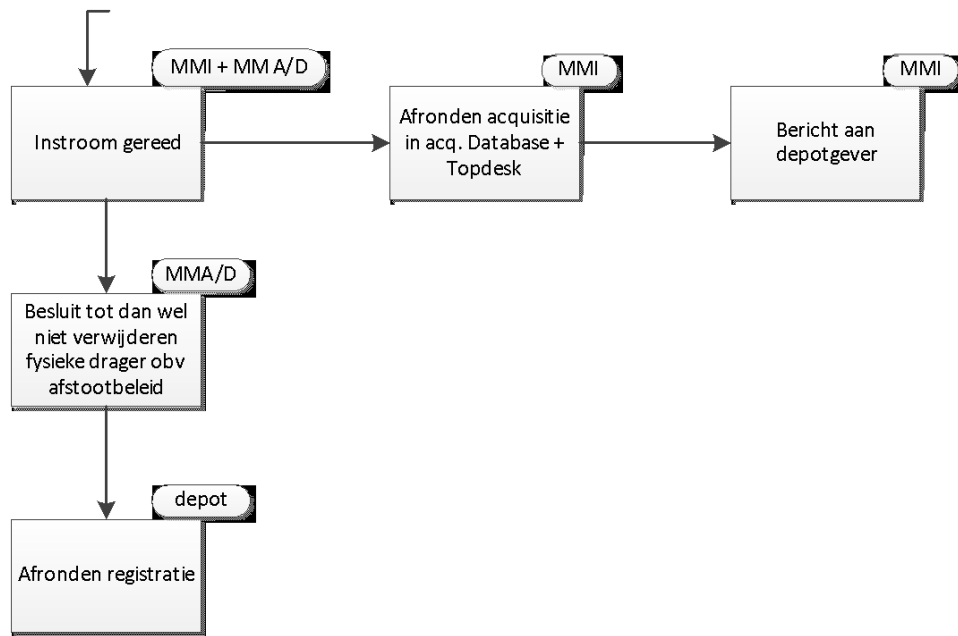 MMI + MM A/D
Instroom gereed
MMI
Afronden acquisitie
in acq. Database +
Topdesk
MMI
Bericht aan
depotgever
MMA/D
Besluit tot dan wel
niet verwijderen
fysieke drager obv
afstootbeleid
depot
Afronden registratie